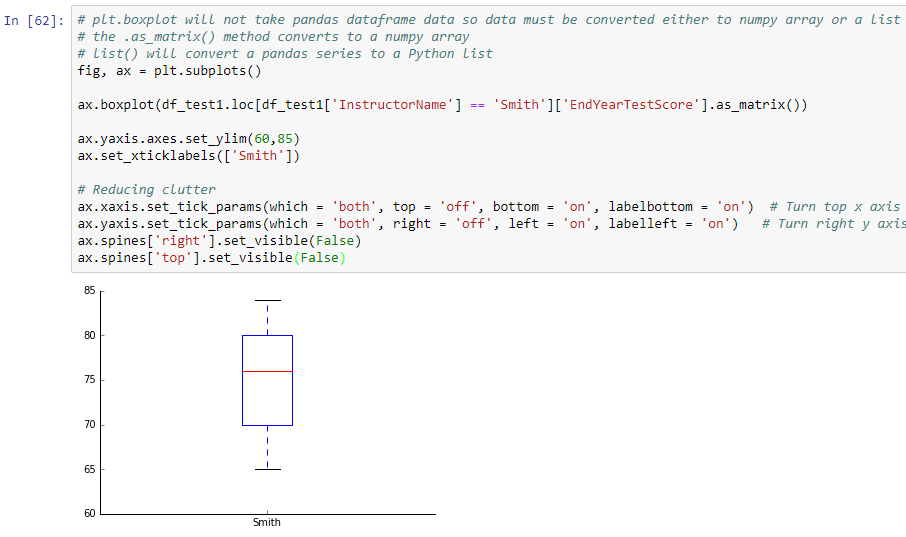 In [62]: # plt.boxplot will not take pandas dataframe data so data must be converted either to numpy array or a list
# the .as_matrix() method converts to a numpy array
# list() will convert a pandas series to a Python list
fig, ax = plt.subplots()
ax.boxplot(df_test1.loc[df_test1['InstructorName'] == 'Smith']['EndYearTestScore'].as_matrix())
ax.yaxis.axes.set_ylim(60,85)
ax.set_xticklabels(['Smith'])
# Reducing clutter
ax.xaxis.set_tick_params(which = 'both', top = 'off', bottom = 'on', labelbottom = 'on')  # Turn top x axis
ax.yaxis.set_tick_params(which = 'both', right = 'off', left = 'on', labelleft = 'on')   # Turn right y axis
ax.spines['right'].set_visible(False)
ax.spines['top'].set_visible(False)
85
80
75
70
65
60
Smith